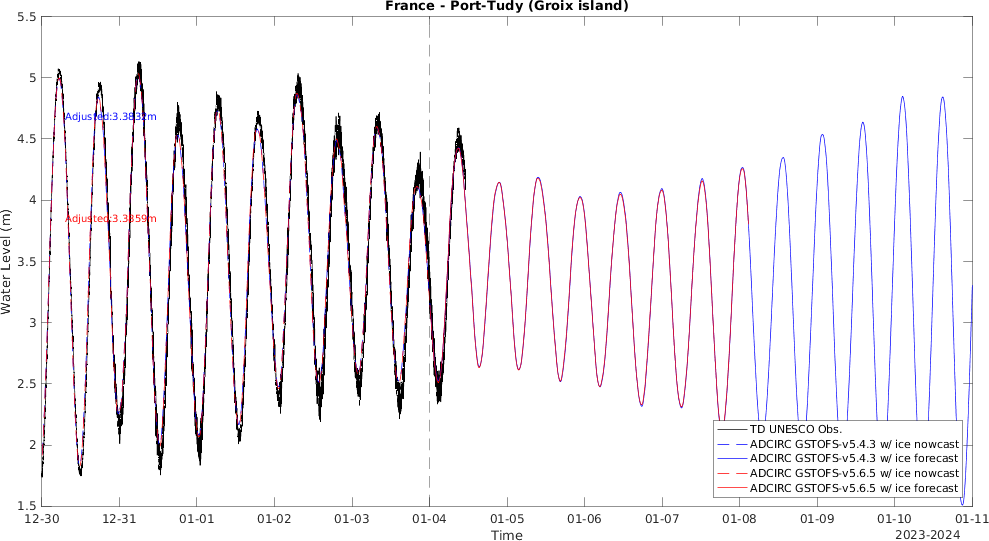 France - Port-Tudy (Groix island)
5.5
5
4.5
4
3.5
3
2.5
2
1.5
Water Level (m)
Adjusted:3.3832m
Adjusted:3.3359m
TD UNESCO Obs.
ADCIRC GSTOFS-v5.4.3 w/ ice nowcast
ADCIRC GSTOFS-v5.4.3 w/ ice forecast
ADCIRC GSTOFS-v5.6.5 w/ ice nowcast
ADCIRC GSTOFS-v5.6.5 w/ ice forecast
12-30 12-31 01-01 01-02 01-03 01-04 01-05 01-06 01-07 01-08 01-09 01-10 01-11
Time
2023-2024